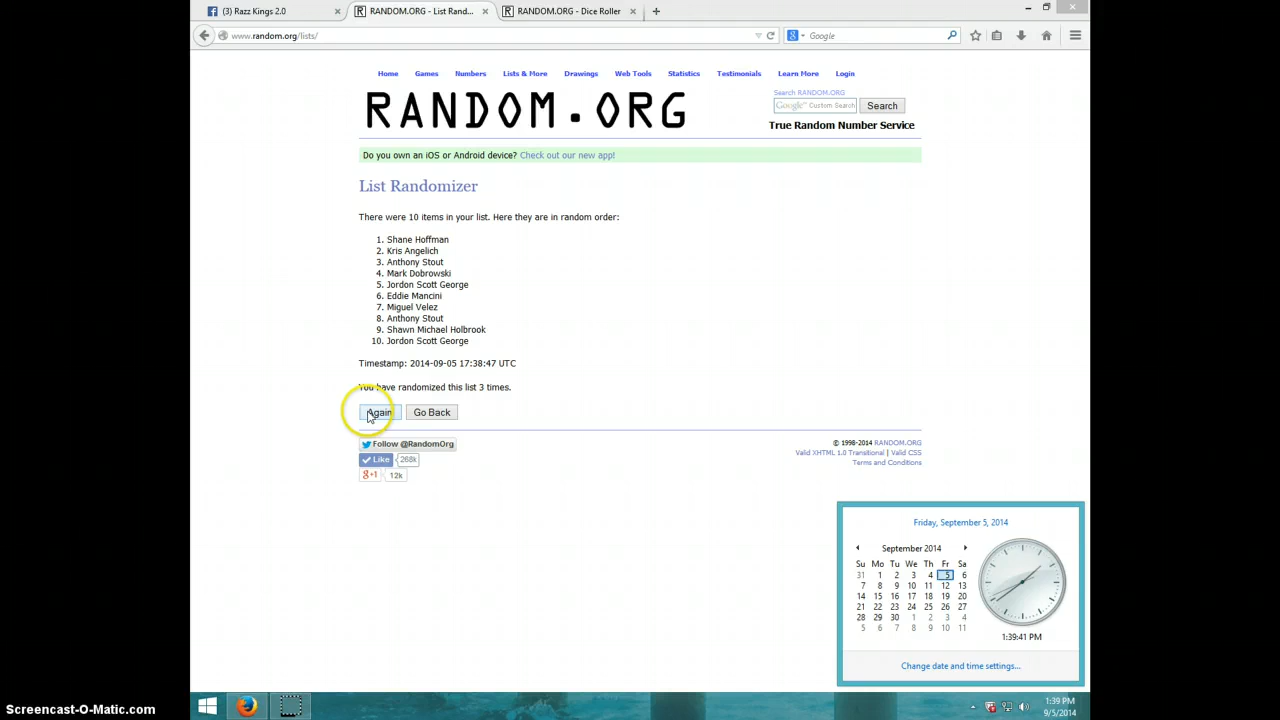 (3) Razz Kings 2.0
RANDOM.ORG - List Rand...
RANDOM.ORG - Dice Roller
www.random.org/lists/
Google
Home Games Numbers Lists & More Drawings Web Tools Statistics Testimonials Learn More Login
RANDOM.ORG
Search RANDOM.ORG
Google™ Custom Search Search
True Random Number Service
Do you own an iOS or Android device? Check out our new app!
List Randomizer
There were 10 items in your list. Here they are in random order:
1. Shane Hoffman
2. Kris Angelich
3. Anthony Stout
4. Mark Dobrowski
5. Jordon Scott George
6. Eddie Mancini
7. Miguel Velez
8. Anthony Stout
9. Shawn Michael Holbrook
10. Jordon Scott George
Timestamp: 2014-09-05 17:38:47 UTC
You have randomized this list 3 times.
Again Go Back
Follow @RandomOrg
Like 268k
g+1 12k
© 1998-2014 RANDOM.ORG
Valid XHTML 1.0 Transitional | Valid CSS
Terms and Conditions
Friday, September 5, 2014
September 2014
Su Mo Tu We Th Fr Sa
31 1 2 3 4 5 6
7 8 9 10 11 12 13
14 15 16 17 18 19 20
21 22 23 24 25 26 27
28 29 30 1 2 3 4
5 6 7 8 9 10 11
1:39:41 PM
Change date and time settings...
1:39 PM
9/5/2014
Screencast-O-Matic.com